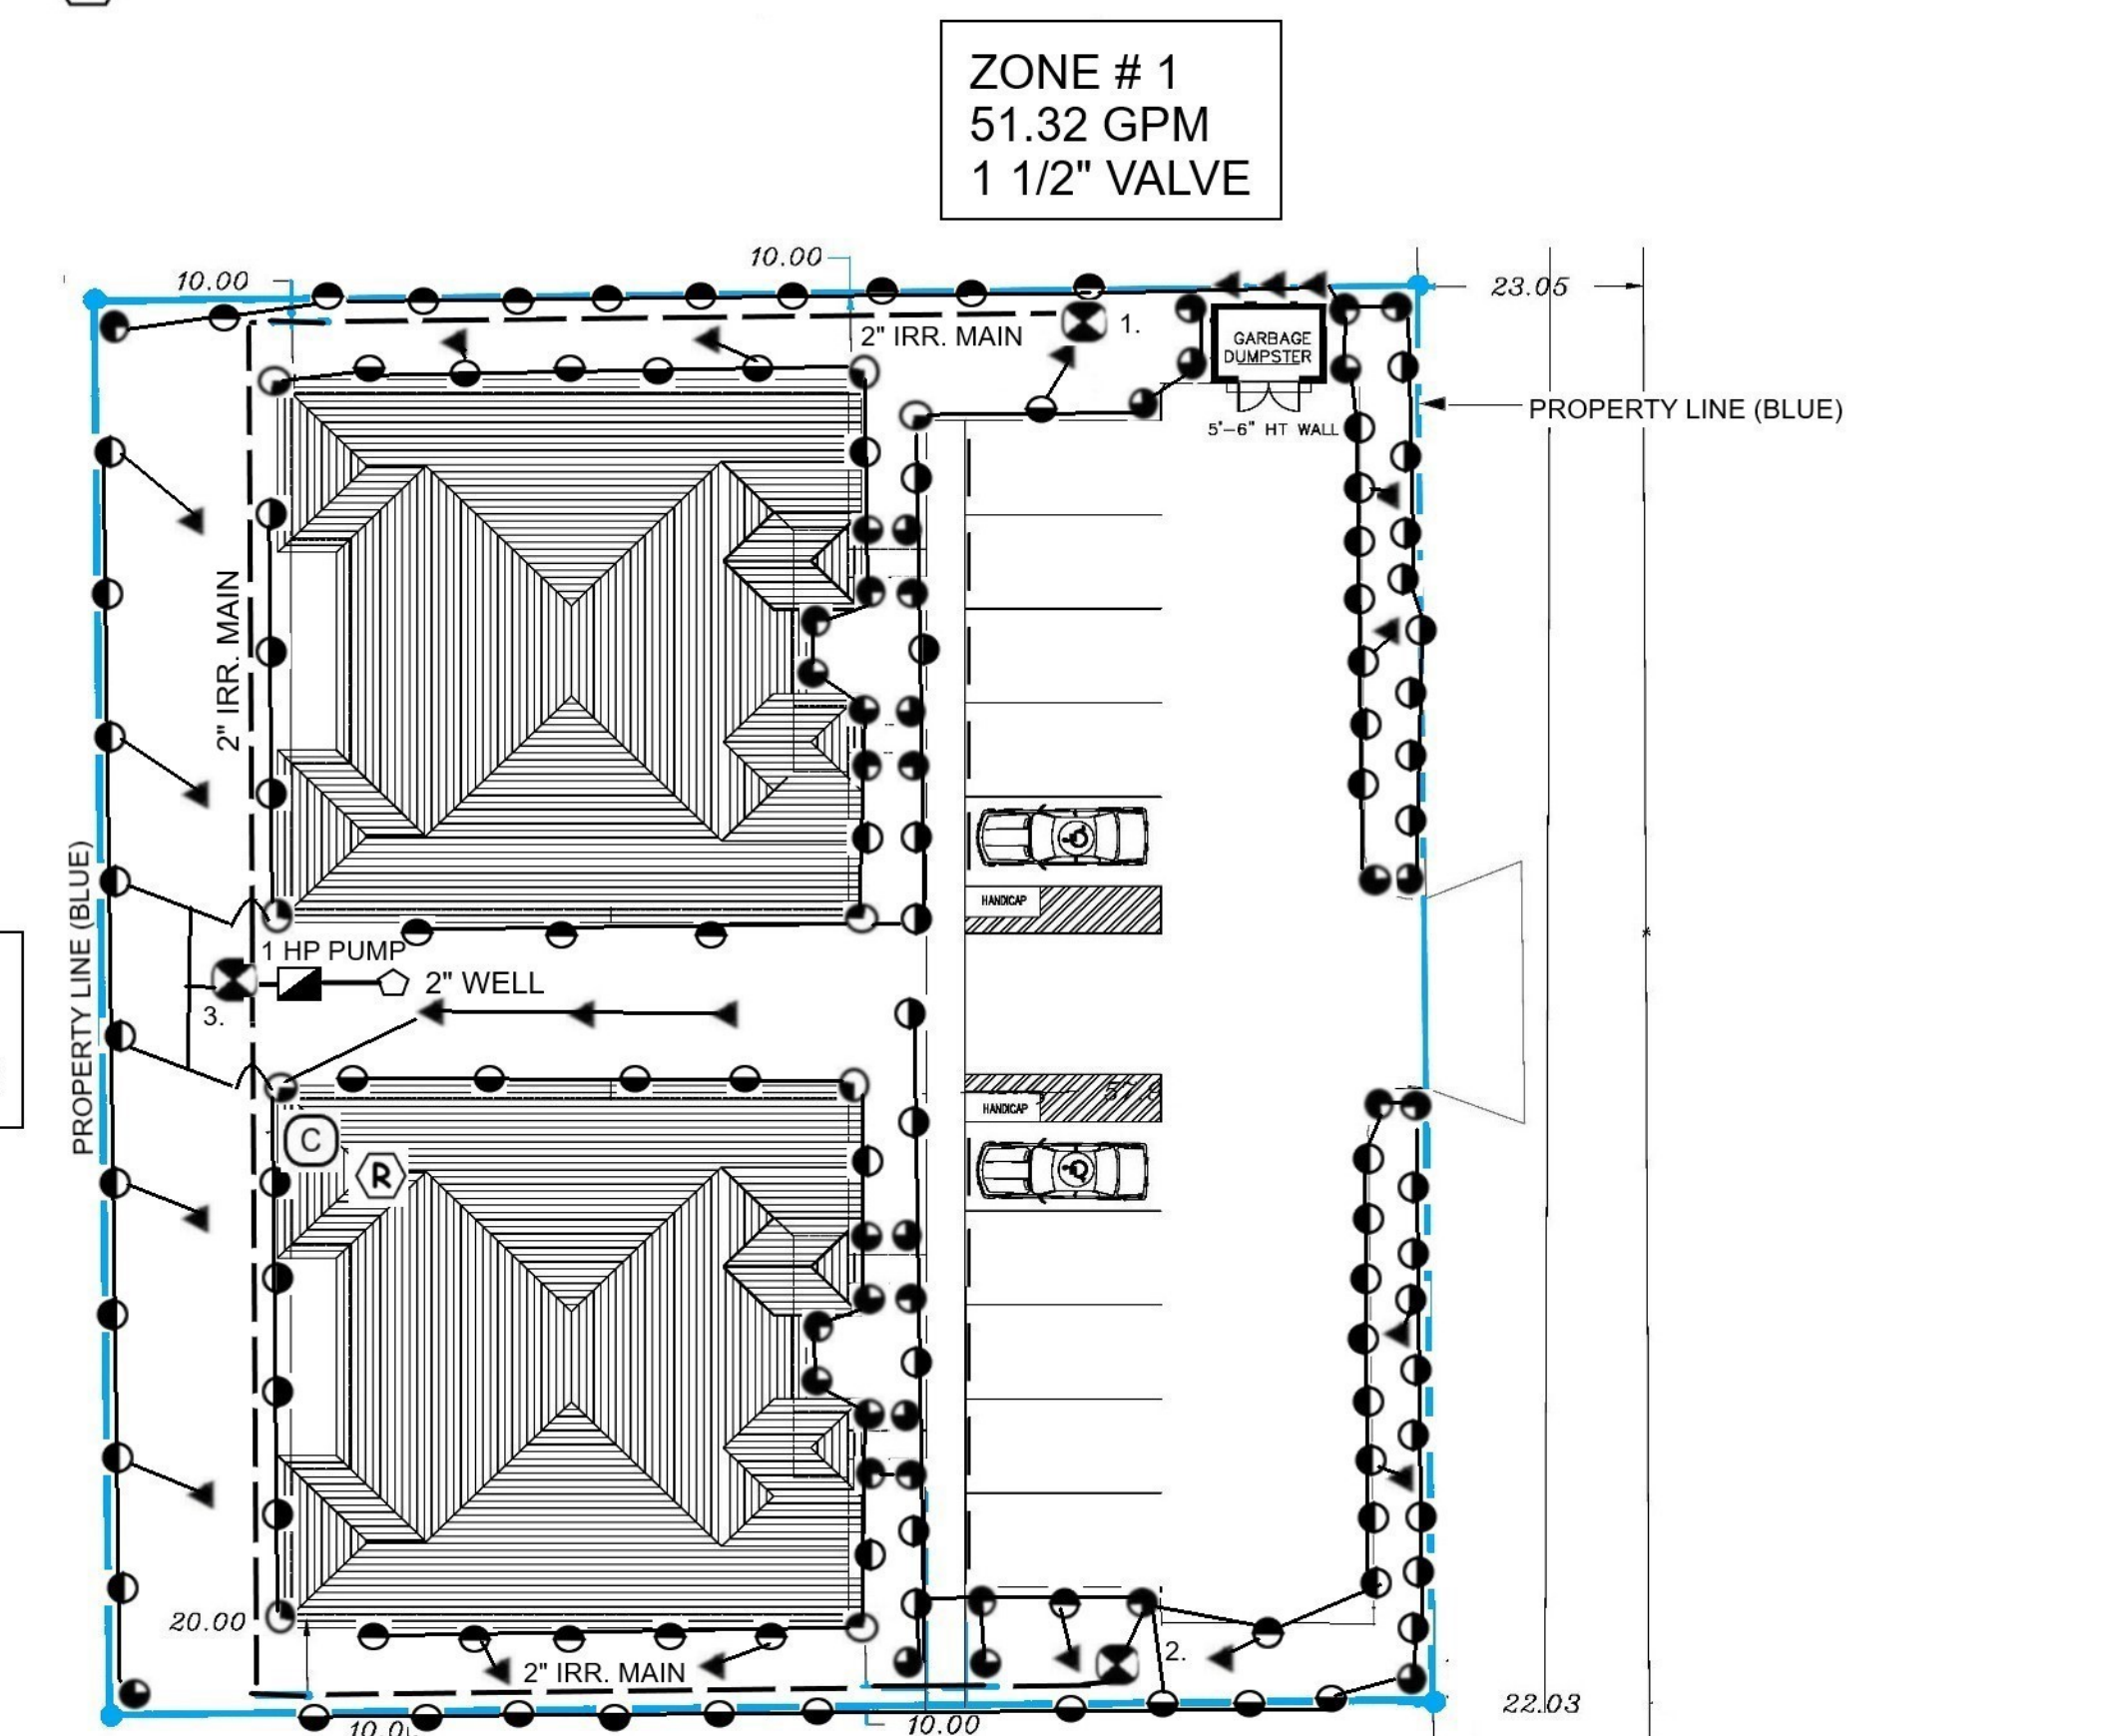 ZONE # 1
51.32 GPM
1 1/2" VALVE
10.00
10.00
23.05
2" IRR. MAIN
1.
GARBAGE
DUMPSTER
5'-6" HT WALL
PROPERTY LINE (BLUE)
2" IRR. MAIN
HANDICAP
PROPERTY LINE (BLUE)
1 HP PUMP
2" WELL
3.
HANDICAP
C
R
20.00
2" IRR. MAIN
2.
22.03
10.00